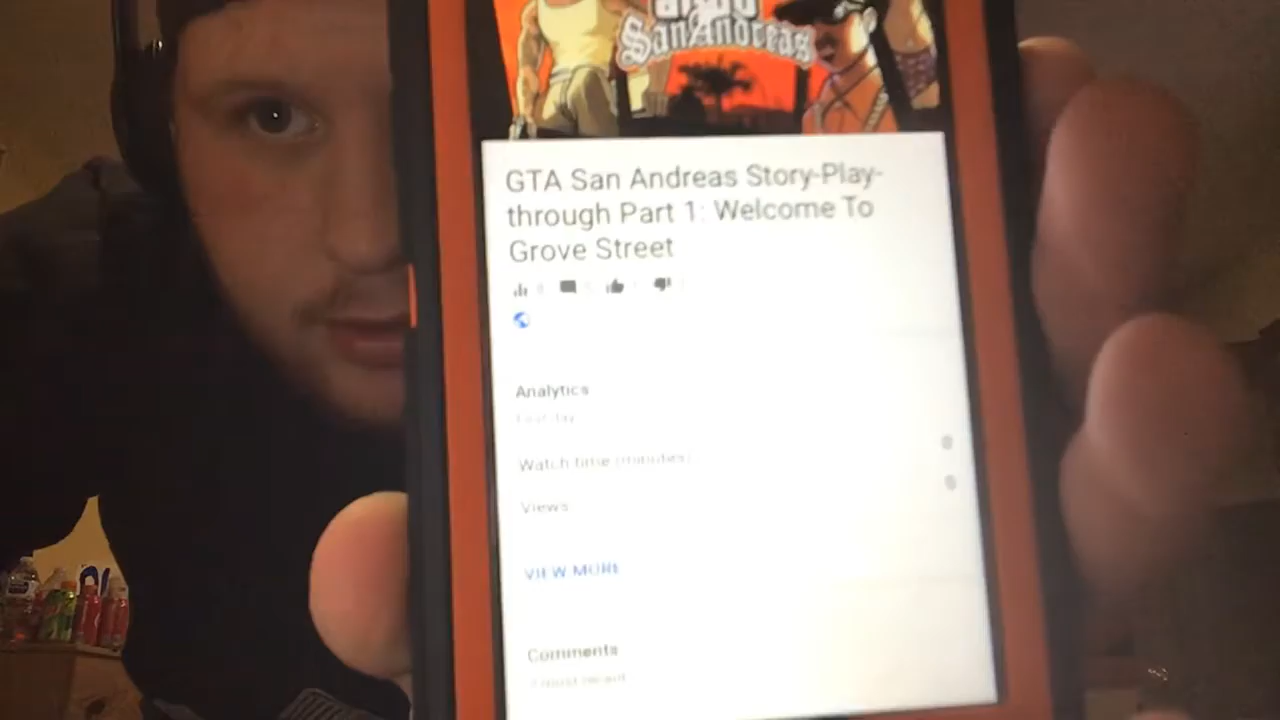 San Andreas
GTA San Andreas Story-Play-
through Part 1: Welcome To
Grove Street
Analytics
Watch time (minutes)
Views
VIEW MORE
Comments